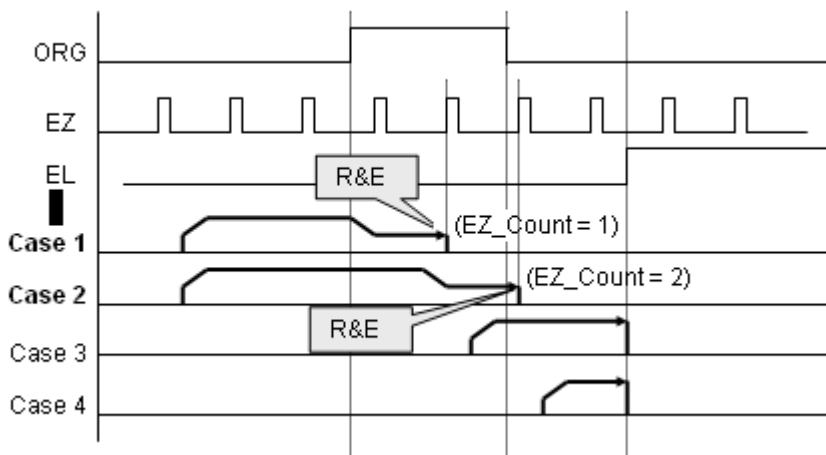 ORG
EZ
EL
R&E
(EZ_Count = 1)
Case 1
(EZ_Count = 2)
Case 2
R&E
Case 3
Case 4